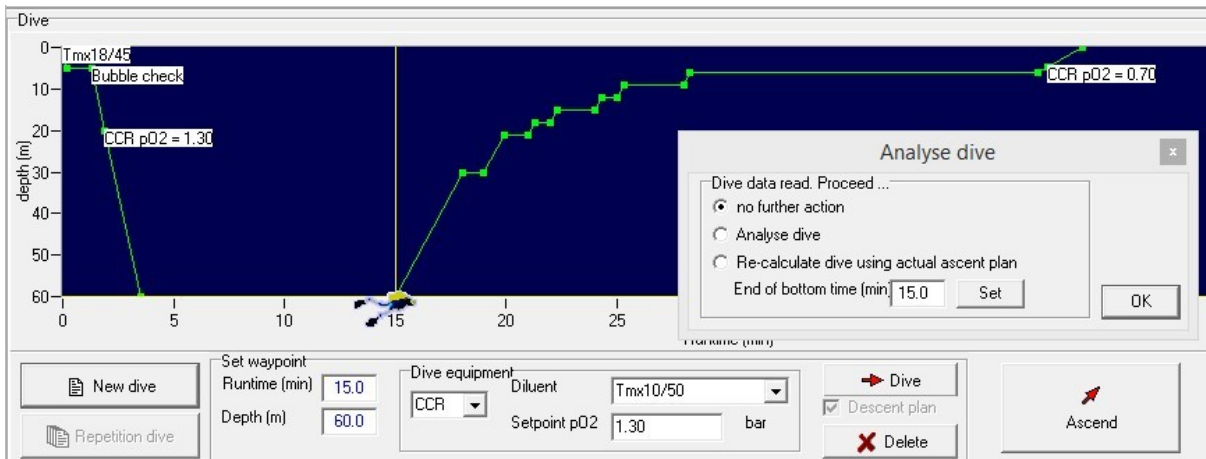 Dive
Tmx18/45
Bubble check
CCR pO2 = 1.30
CCR pO2 = 0.70
depth (m)
0
10
20
30
40
50
60
0 5 10 15 20 25
Runtime (min)
Analyse dive
x
Dive data read. Proceed ...
no further action
Analyse dive
Re-calculate dive using actual ascent plan
End of bottom time (min) 15.0 Set
OK
New dive
Repetition dive
Set waypoint
Runtime (min) 15.0
Depth (m) 60.0
Dive equipment
CCR
Diluent Tmx10/50
Setpoint pO2 1.30 bar
Dive
Descent plan
Delete
Ascend